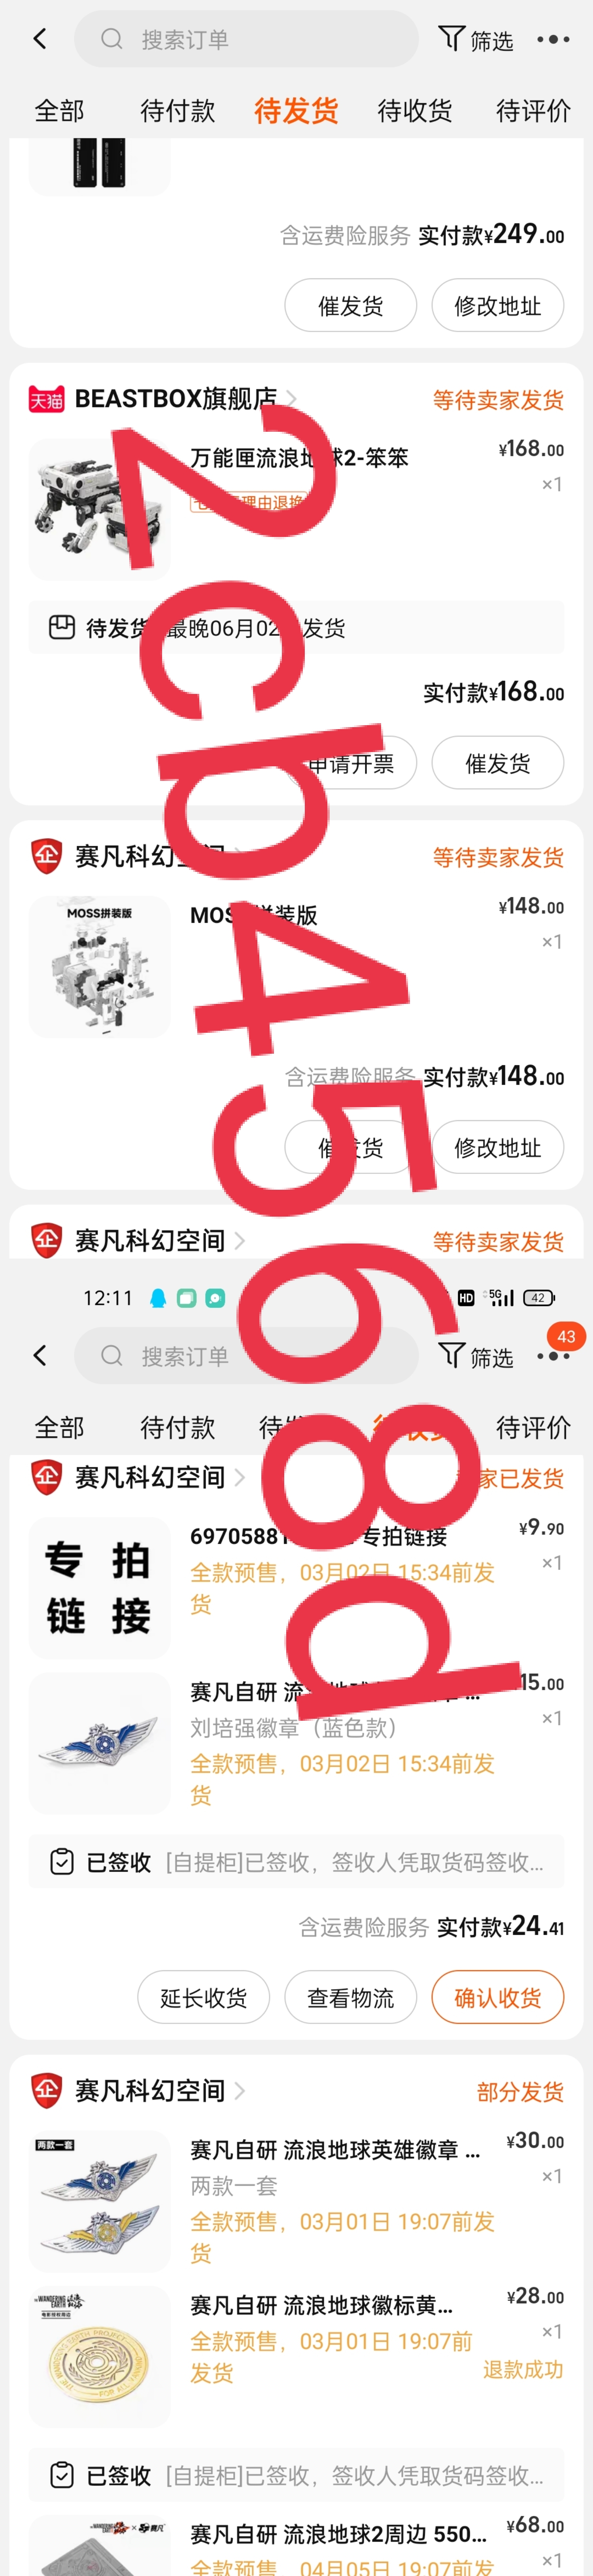 搜索订单
筛选
全部 待付款 待发货 待收货 待评价
含运费险服务 实付款¥249.00
催发货 修改地址
天猫 BEASTBOX旗舰店
等待卖家发货
万能匣流浪地球2-笨笨
¥168.00
×1
理由退换
待发货 最晚06月02 发货
实付款¥168.00
申请开票 催发货
企 赛凡科幻空间
等待卖家发货
MOSS拼装版
MOSS拼装版
¥148.00
×1
含运费险服务 实付款¥148.00
催发货 修改地址
企 赛凡科幻空间
等待卖家发货
2cb4568d
12:11
HD 5G 42
搜索订单
筛选
43
全部 待付款 待发 待收货 待评价
企 赛凡科幻空间
家已发货
专拍链接
69705881 专拍链接
¥9.90
×1
全款预售，03月02日 15:34前发
货
赛凡自研 流 地球 ...
15.00
刘培强徽章（蓝色款）
×1
全款预售，03月02日 15:34前发
货
已签收 [自提柜]已签收，签收人凭取货码签收...
含运费险服务 实付款¥24.41
延长收货 查看物流 确认收货
企 赛凡科幻空间
部分发货
两款一套
赛凡自研 流浪地球英雄徽章 ...
¥30.00
两款一套
×1
全款预售，03月01日 19:07前发
货
赛凡自研 流浪地球徽标黄...
¥28.00
×1
全款预售，03月01日 19:07前
发货
退款成功
已签收 [自提柜]已签收，签收人凭取货码签收...
赛凡自研 流浪地球2周边 550...
¥68.00
×1
全款预售，04月05日 19:07前发